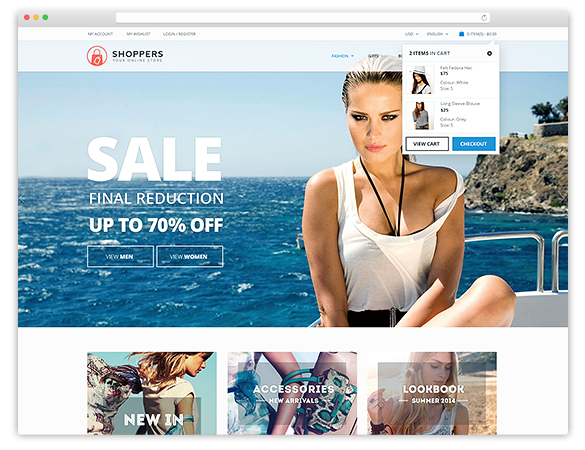 MY ACCOUNT MY WISHLIST LOGIN / REGISTER USD ENGLISH 0 ITEM(S) - $0.00
SHOPPERS
YOUR ONLINE STORE
FASHION GIFTS
2 ITEMS IN CART
Felt Fedora Hat
$75
Colour: White
Size: S
Long Sleeve Blouse
$25
Colour: Grey
Size: S
VIEW CART CHECKOUT
SALE
FINAL REDUCTION
UP TO 70% OFF
VIEW MEN VIEW WOMEN
NEW IN
ACCESSORIES
NEW ARRIVALS
LOOKBOOK
SUMMER 2014